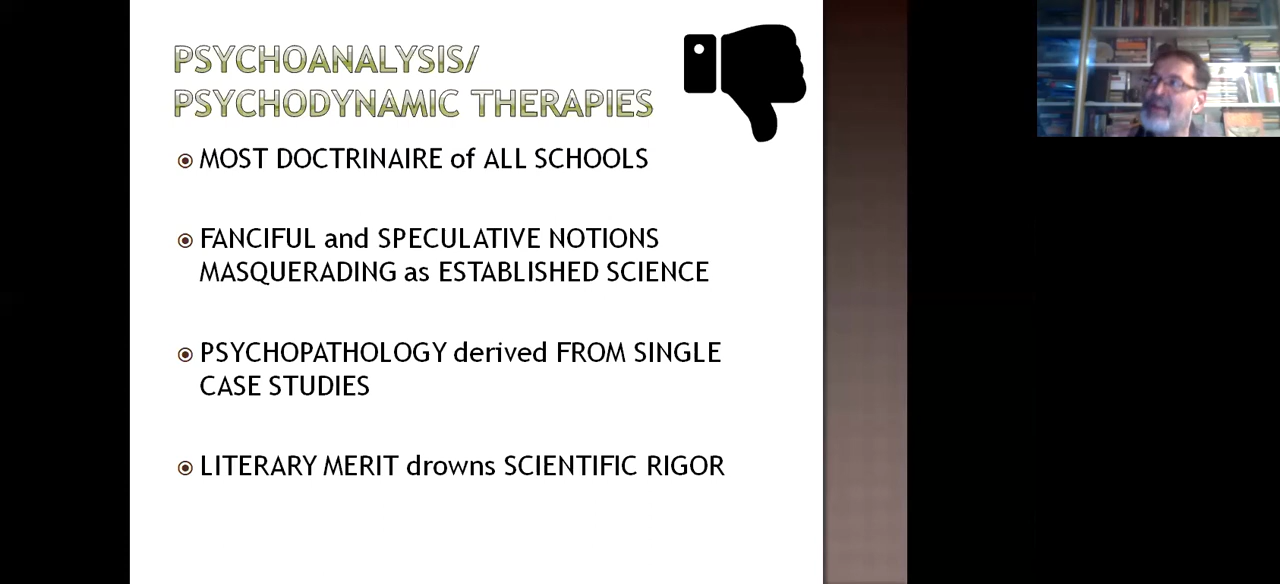 PSYCHOANALYSIS/
PSYCHODYNAMIC THERAPIES
MOST DOCTRINAIRE of ALL SCHOOLS
FANCIFUL and SPECULATIVE NOTIONS
MASQUERADING as ESTABLISHED SCIENCE
PSYCHOPATHOLOGY derived FROM SINGLE
CASE STUDIES
LITERARY MERIT drowns SCIENTIFIC RIGOR